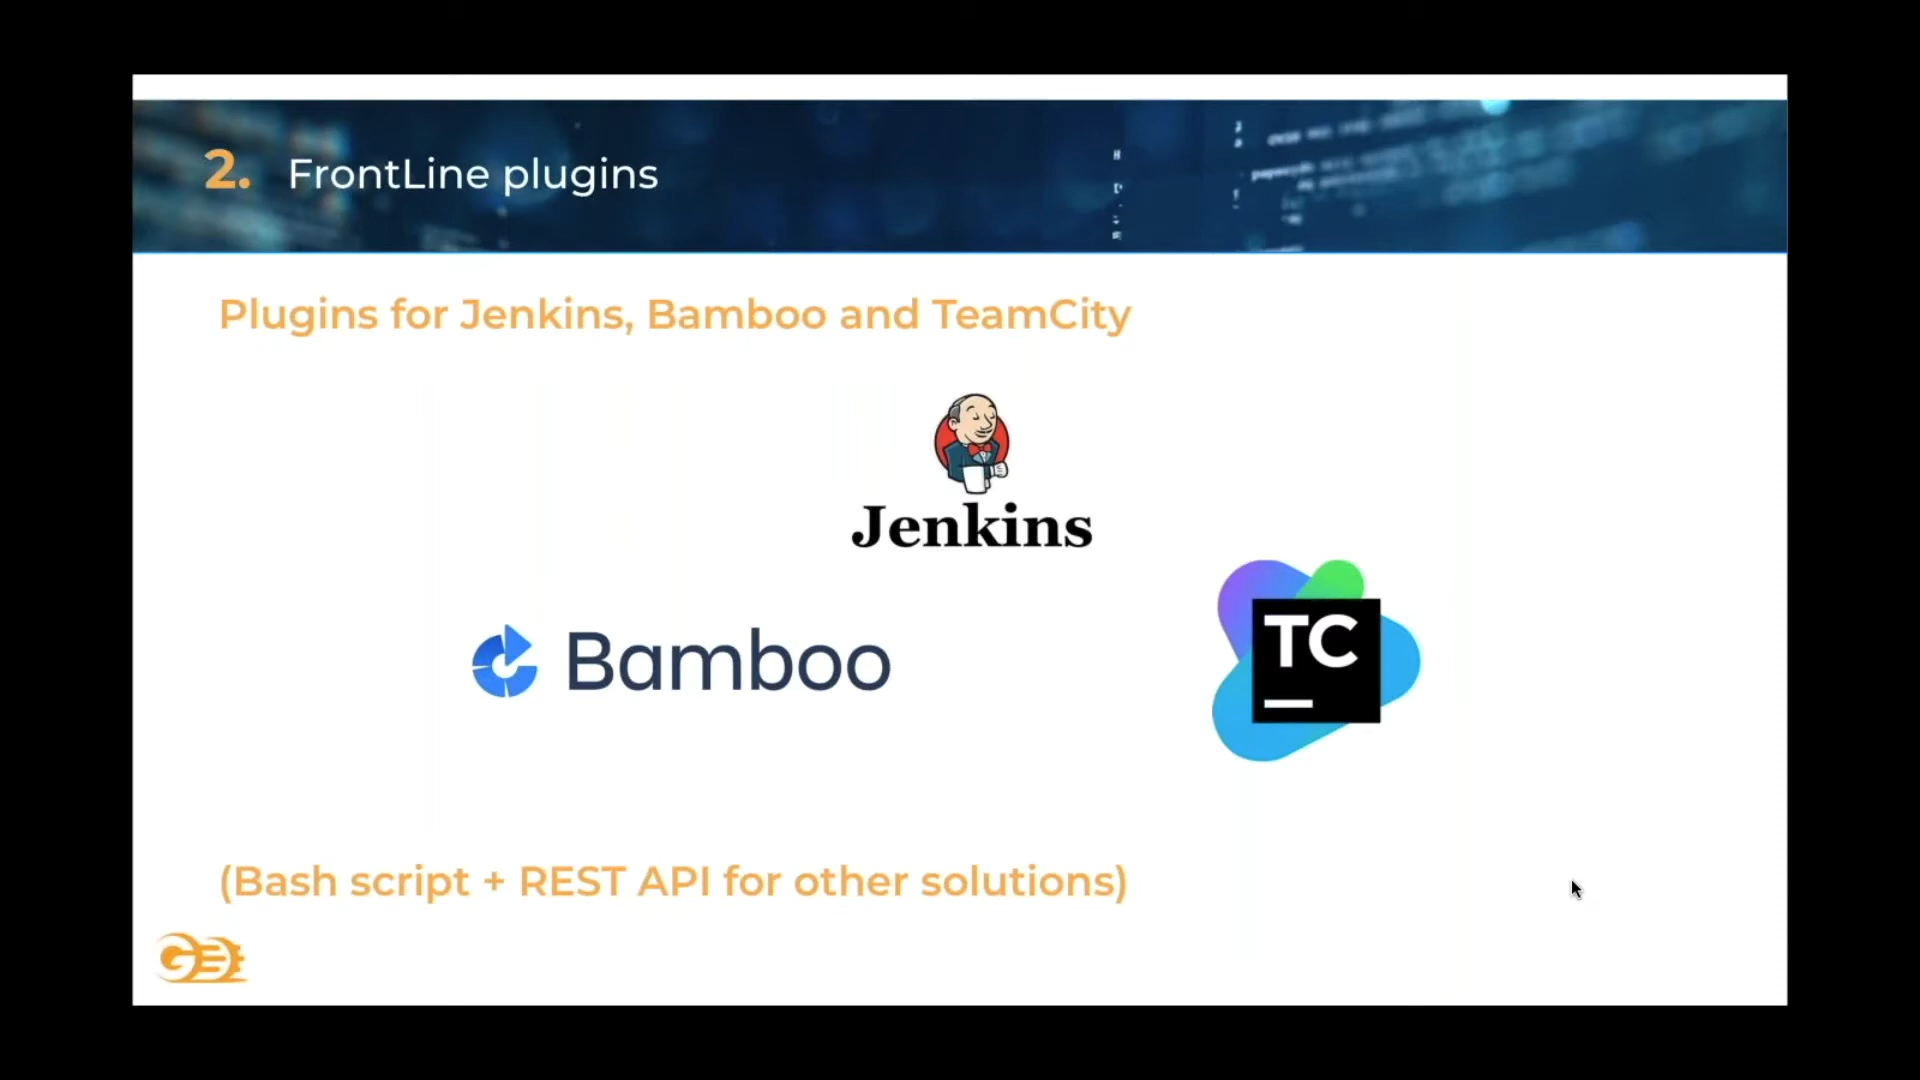 2. FrontLine plugins
Plugins for Jenkins, Bamboo and TeamCity
Jenkins
Bamboo
TC
(Bash script + REST API for other solutions)